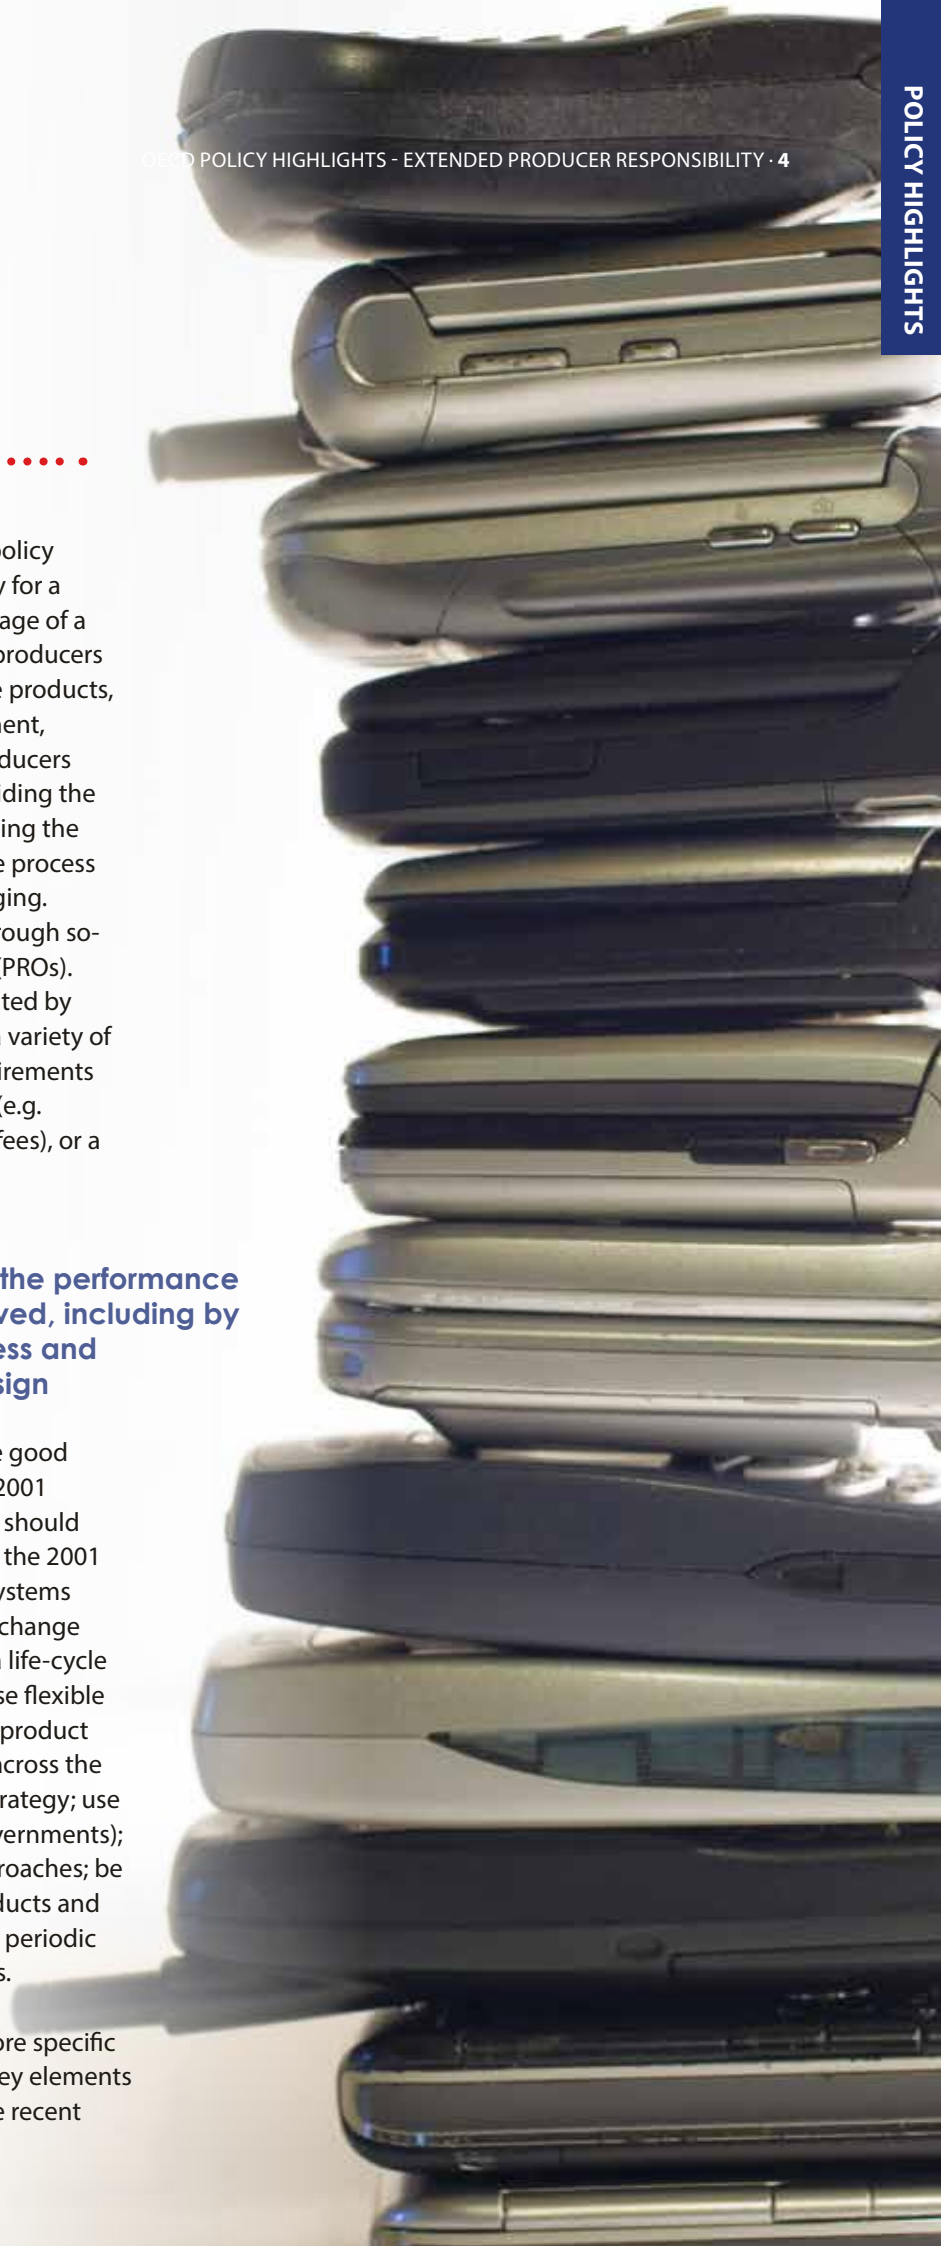 OECD POLICY HIGHLIGHTS - EXTENDED PRODUCER RESPONSIBILITY · 4
POLICY HIGHLIGHTS
olicy
y for a
age of a
producers
e products,
ent,
ducers
iding the
ing the
e process
ging.
rough so-
(PROs).
ted by
variety of
irements
(e.g.
fees), or a
the performance
ved, including by
ess and
sign
e good
2001
should
the 2001
ystems
change
life-cycle
se flexible
product
across the
rategy; use
vernments);
roaches; be
ducts and
periodic
s.
ore specific
ey elements
e recent